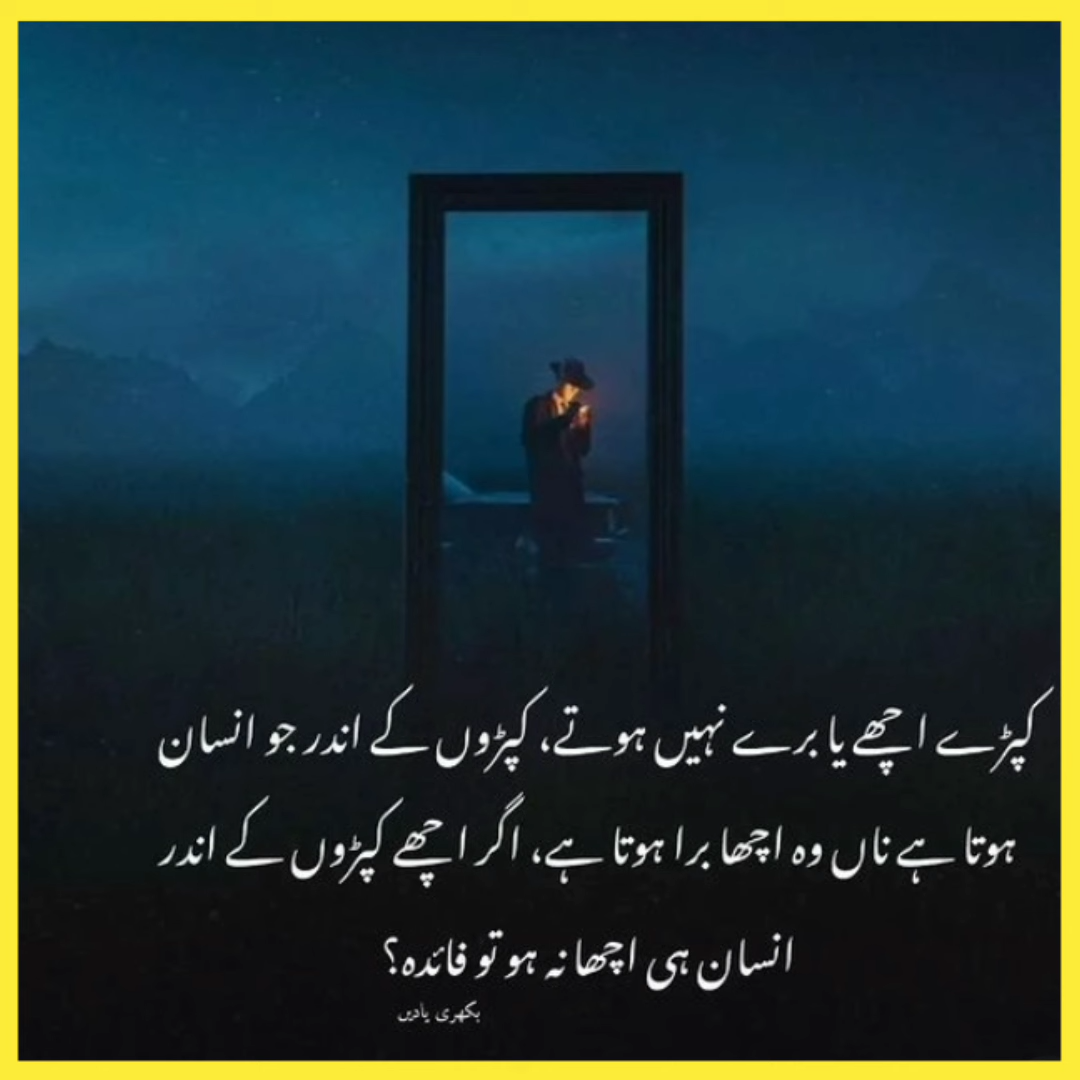 کپڑے اچھے یا برے نہیں ہوتے، کپڑوں کے اندر جو انسان
ہوتا ہے ناں وہ اچھا برا ہوتا ہے، اگر اچھے کپڑوں کے اندر
انسان ہی اچھا نہ ہو تو فائدہ؟
بکھری یادیں